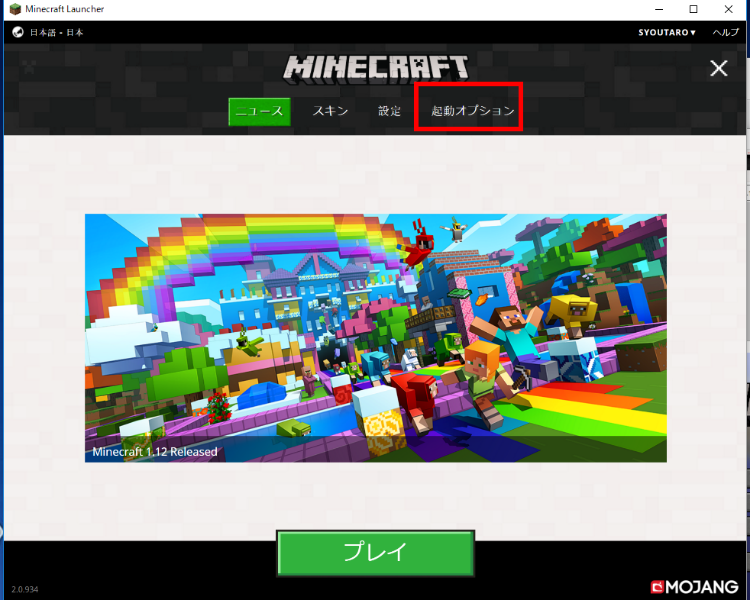 Minecraft Launcher
日本語 - 日本
SYOUTARO▼ ヘルプ
MINECRAFT
ニュース スキン 設定 起動オプション
Minecraft 1.12 Released
プレイ
2.0.934
MOJANG